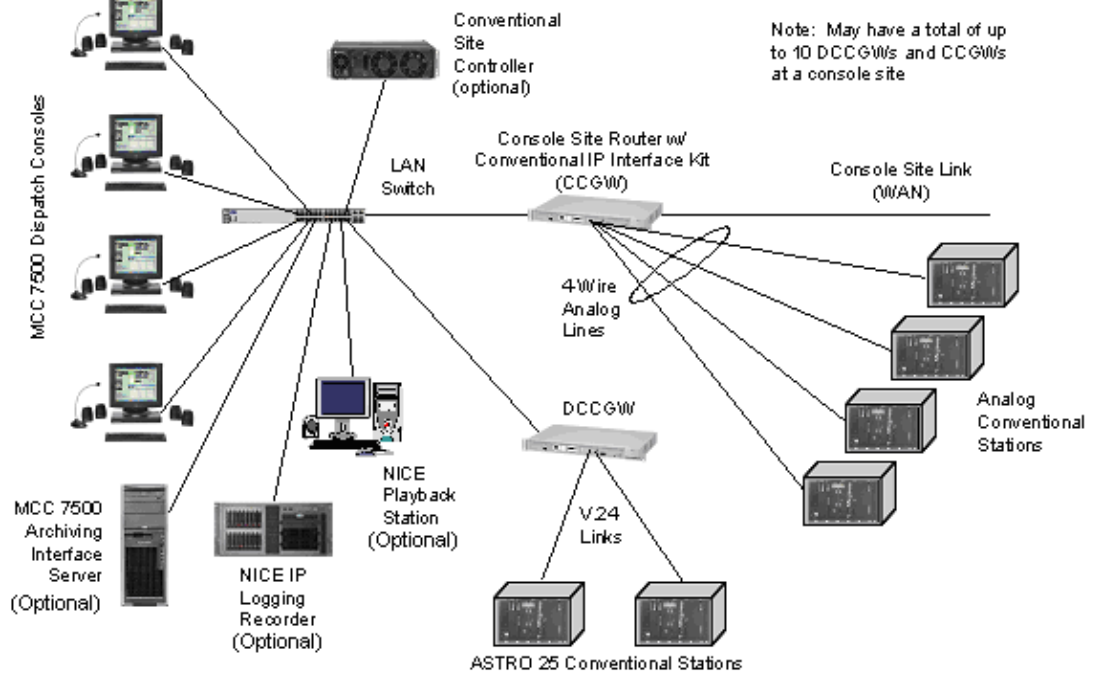 Conventional
Site
Controller
(optional)
Note: May have a total of up
to 10 DCCGWs and CCGWs
at a console site
MCC 7500 Dispatch Consoles
LAN
Switch
Console Site Router w/
Conventional IP Interface Kit
(CCGW)
Console Site Link
(WAN)
4-Wire
Analog
Lines
Analog
Conventional
Stations
DCCGW
V.24
Links
ASTRO 25 Conventional Stations
NICE
Playback
Station
(Optional)
NICE IP
Logging
Recorder
(Optional)
MCC 7500
Archiving
Interface
Server
(Optional)